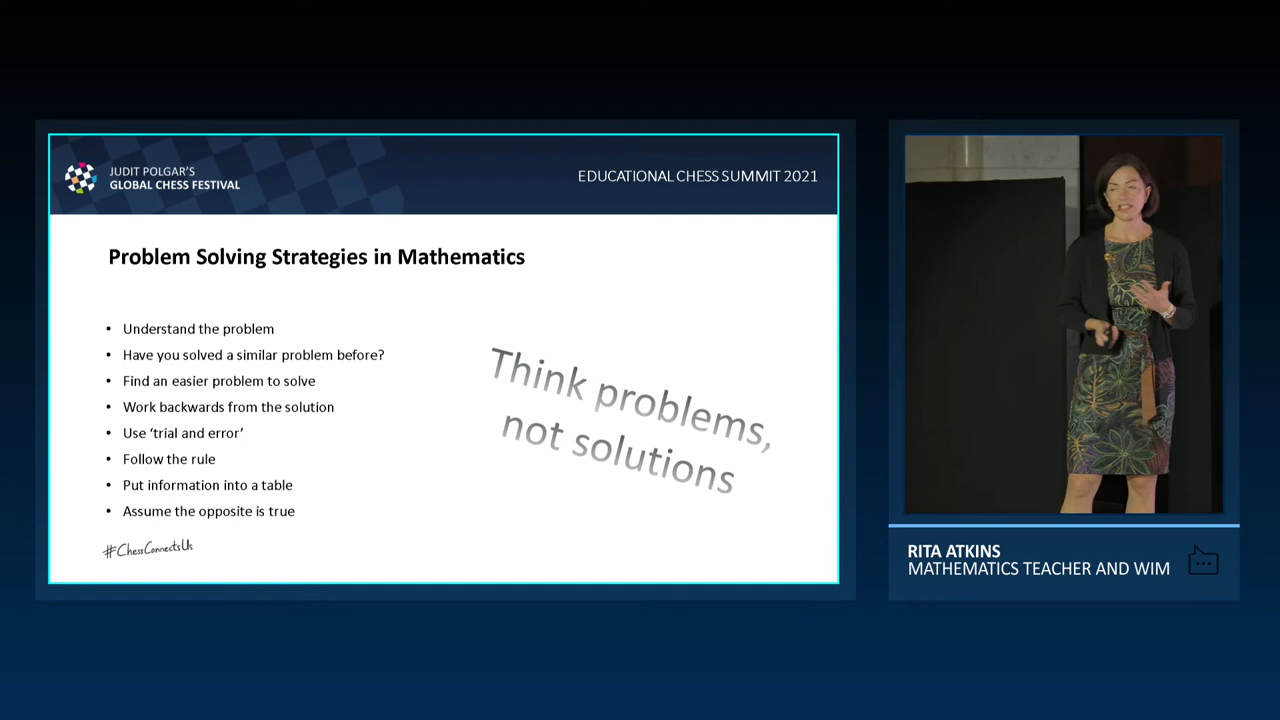 JUDIT POLGAR'S
GLOBAL CHESS FESTIVAL
EDUCATIONAL CHESS SUMMIT 2021
Problem Solving Strategies in Mathematics
• Understand the problem
• Have you solved a similar problem before?
• Find an easier problem to solve
• Work backwards from the solution
• Use ‘trial and error’
• Follow the rule
• Put information into a table
• Assume the opposite is true
Think problems,
not solutions
#ChessConnectsUs
RITA ATKINS
MATHEMATICS TEACHER AND WIM